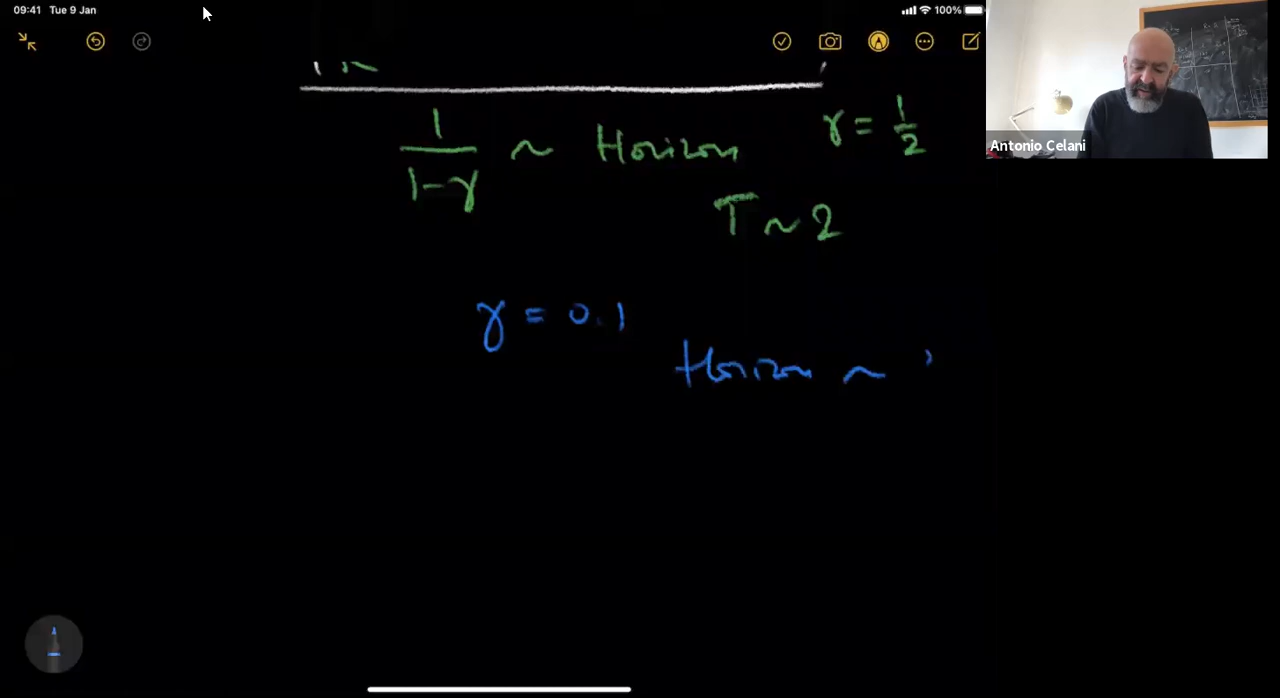 09:41 Tue 9 Jan
100%
Antonio Celani
1/(1-γ) ~ Horizon
γ = 1/2
T ~ 2
γ = 0.1
Horizon ~